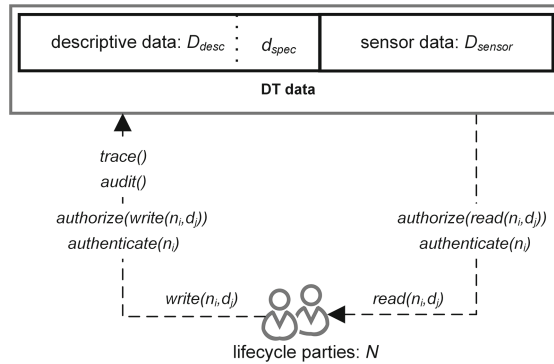 descriptive data: D_desc d_spec sensor data: D_sensor
DT data
trace()
audit()
authorize(write(n_i,d_j)) authorize(read(n_i,d_j))
authenticate(n_i) authenticate(n_i)
write(n_i,d_j) read(n_i,d_j)
lifecycle parties: N